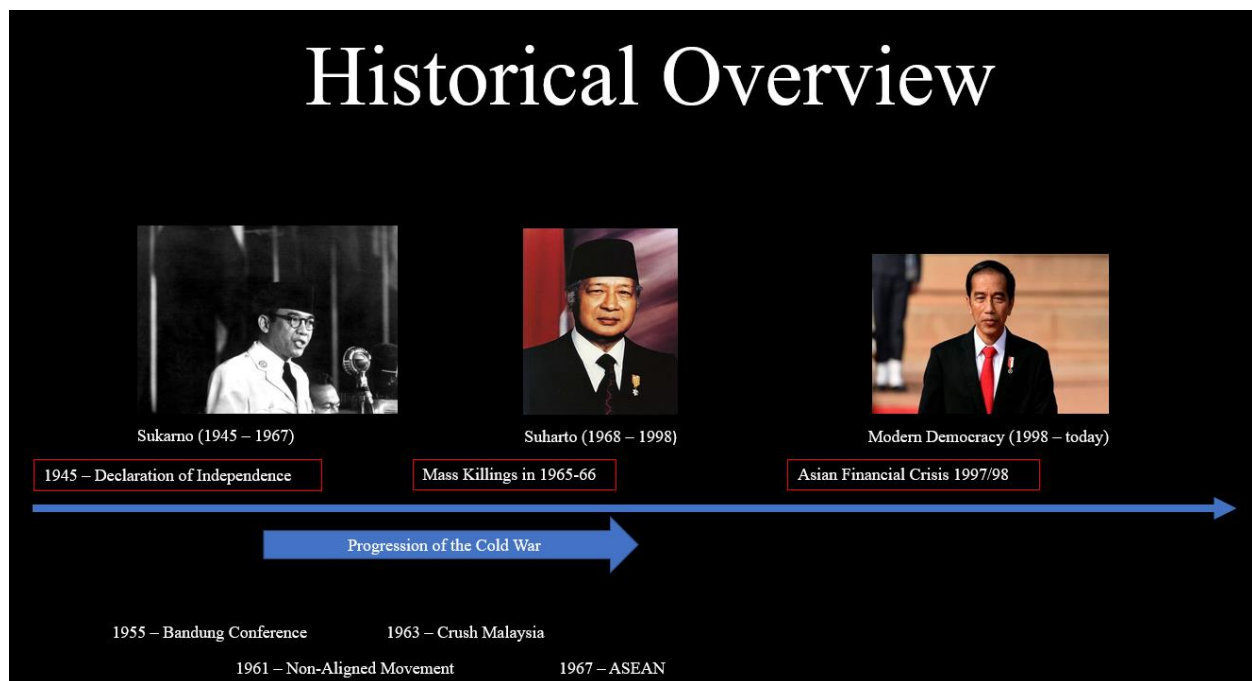 Historical Overview
Sukarno (1945 – 1967)
Suharto (1968 – 1998)
Modern Democracy (1998 – today)
1945 – Declaration of Independence
Mass Killings in 1965-66
Asian Financial Crisis 1997/98
Progression of the Cold War
1955 – Bandung Conference
1963 – Crush Malaysia
1961 – Non-Aligned Movement
1967 – ASEAN